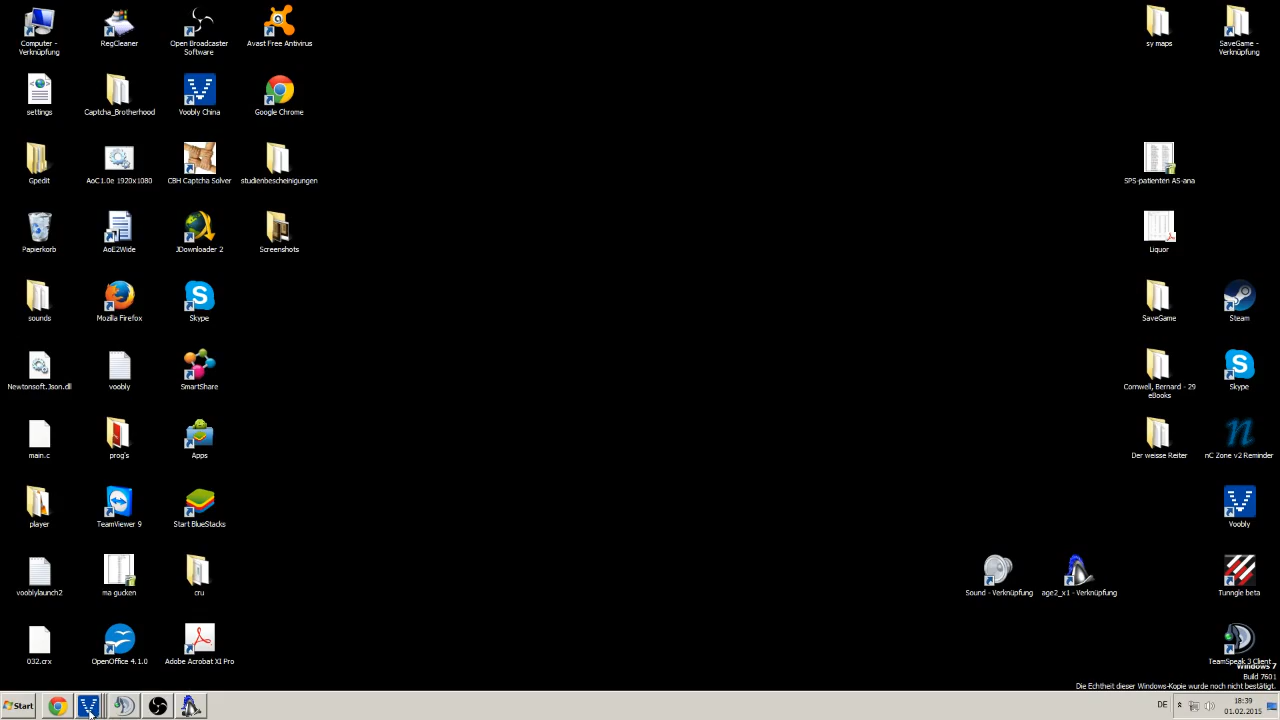 Computer -
Verknüpfung
RegCleaner
Open Broadcaster
Software
Avast Free Antivirus
sy maps
SaveGame -
Verknüpfung
settings
Captcha_Brotherhood
Voobly China
Google Chrome
Gpedit
AoC1.0e 1920x1080
CBH Captcha Solver
studienbescheinigungen
SPS-patienten AS-ana
Papierkorb
AoE2Wide
JDownloader 2
Screenshots
Liquor
sounds
Mozilla Firefox
Skype
SaveGame
Steam
Newtonsoft.Json.dll
voobly
SmartShare
Cornwell, Bernard - 29
eBooks
Skype
main.c
prog's
Apps
Der weisse Reiter
nC Zone v2 Reminder
player
TeamViewer 9
Start BlueStacks
Voobly
vooblylaunch2
ma gucken
cru
Sound - Verknüpfung
age2_x1 - Verknüpfung
Tunngle beta
032.crx
OpenOffice 4.1.0
Adobe Acrobat XI Pro
TeamSpeak 3 Client
Windows 7
Build 7601
Die Echtheit dieser Windows-Kopie wurde noch nicht bestätigt.
Start
DE
18:39
01.02.2015